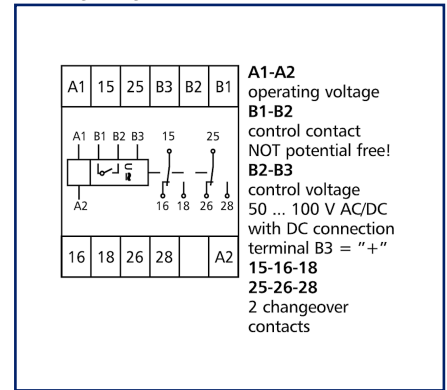 A1 15 25 B3 B2 B1
A1 B1 B2 B3 15 25
A2 16 18 26 28
16 18 26 28 A2
A1-A2
operating voltage
B1-B2
control contact
NOT potential free!
B2-B3
control voltage
50 ... 100 V AC/DC
with DC connection
terminal B3 = "+"
15-16-18
25-26-28
2 changeover
contacts